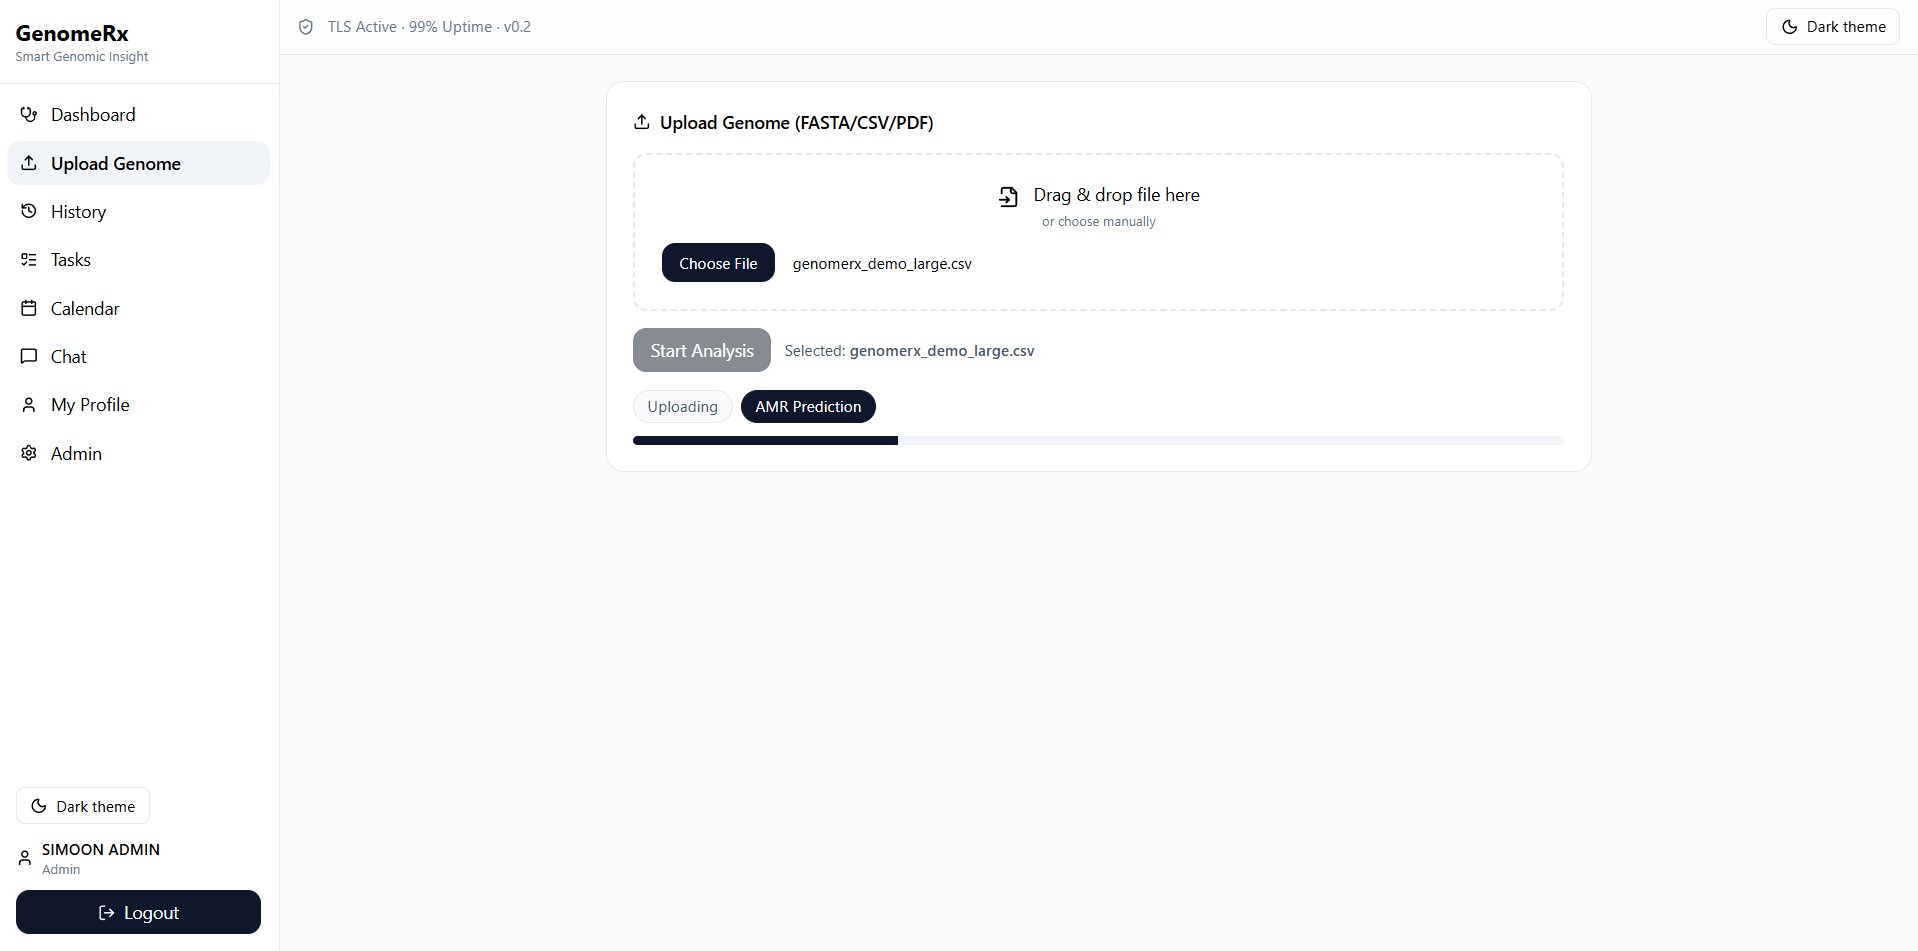 GenomeRx
Smart Genomic Insight
Dashboard
Upload Genome
History
Tasks
Calendar
Chat
My Profile
Admin
Dark theme
SIMOON ADMIN
Admin
Logout
TLS Active · 99% Uptime · v0.2
Dark theme
Upload Genome (FASTA/CSV/PDF)
Drag & drop file here
or choose manually
Choose File genomerx_demo_large.csv
Start Analysis Selected: genomerx_demo_large.csv
Uploading AMR Prediction